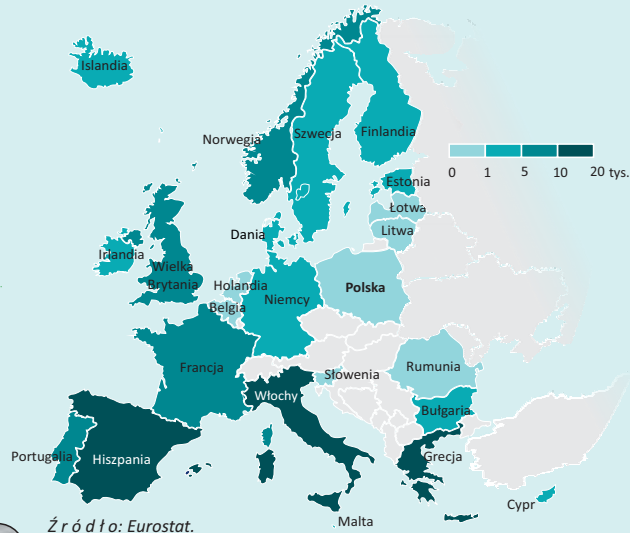 Islandia
Norwegia
Szwecja
Finlandia
0 1 5 10 20 tys.
Estonia
Łotwa
Litwa
Dania
Irlandia
Wielka
Brytania
Holandia
Belgia
Niemcy
Polska
Francja
Słowenia
Rumunia
Włochy
Bułgaria
Portugalia
Hiszpania
Grecja
Cypr
Malta
Źródło: Eurostat.